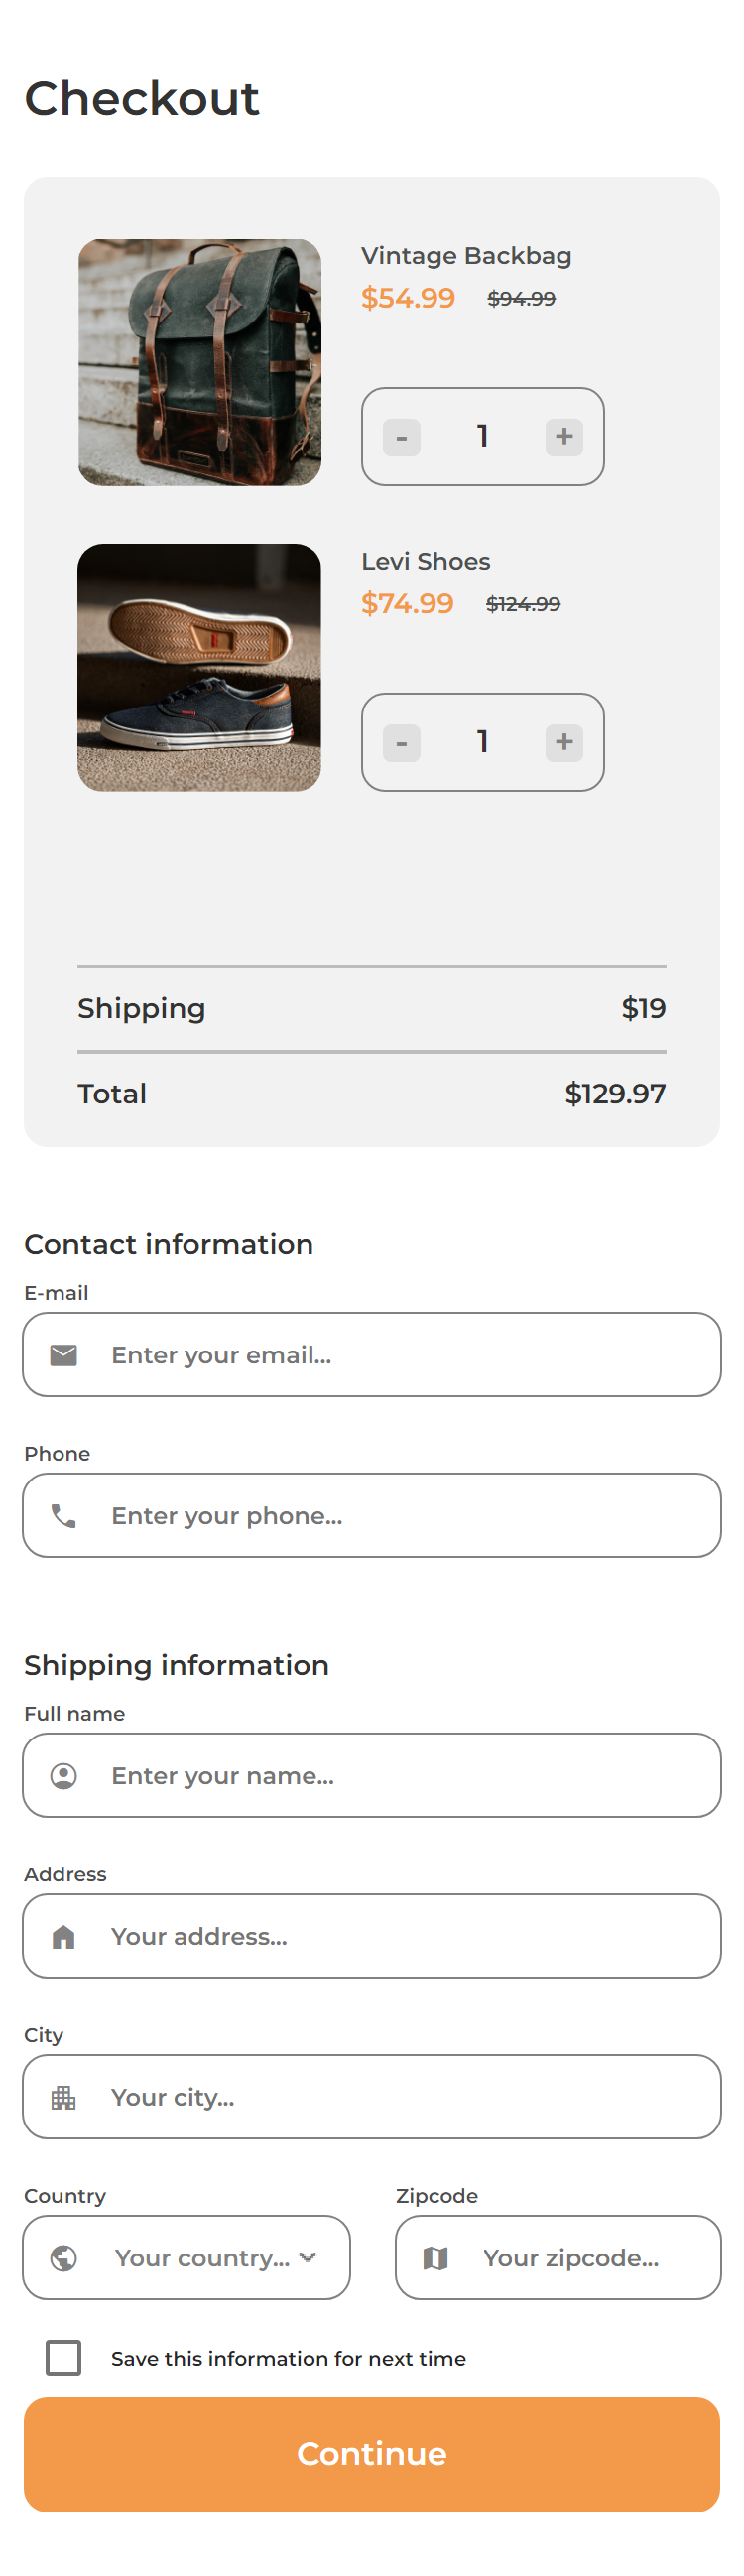 Checkout
Vintage Backbag
$54.99 $94.99
- 1 +
Levi Shoes
$74.99 $124.99
- 1 +
Shipping $19
Total $129.97
Contact information
E-mail
Enter your email...
Phone
Enter your phone...
Shipping information
Full name
Enter your name...
Address
Your address...
City
Your city...
Country Zipcode
Your country... Your zipcode...
Save this information for next time
Continue